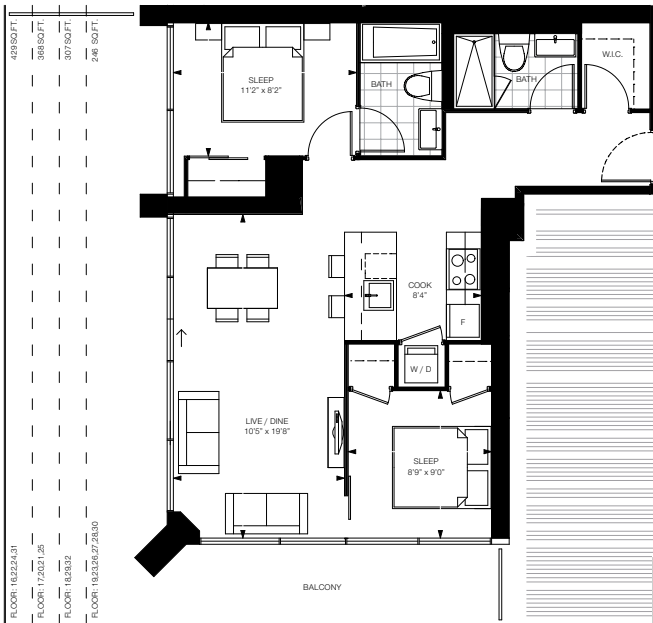 429 SQ.FT.
368 SQ.FT.
307 SQ.FT.
246 SQ.FT.
SLEEP
11'2" x 8'2"
BATH
BATH
W.I.C.
COOK
8'4"
F
W / D
LIVE / DINE
10'5" x 19'8"
SLEEP
8'9" x 9'0"
BALCONY
FLOOR: 16,22,24,31
FLOOR: 17,20,21,25
FLOOR: 18,29,32
FLOOR: 19,23,26,27,28,30